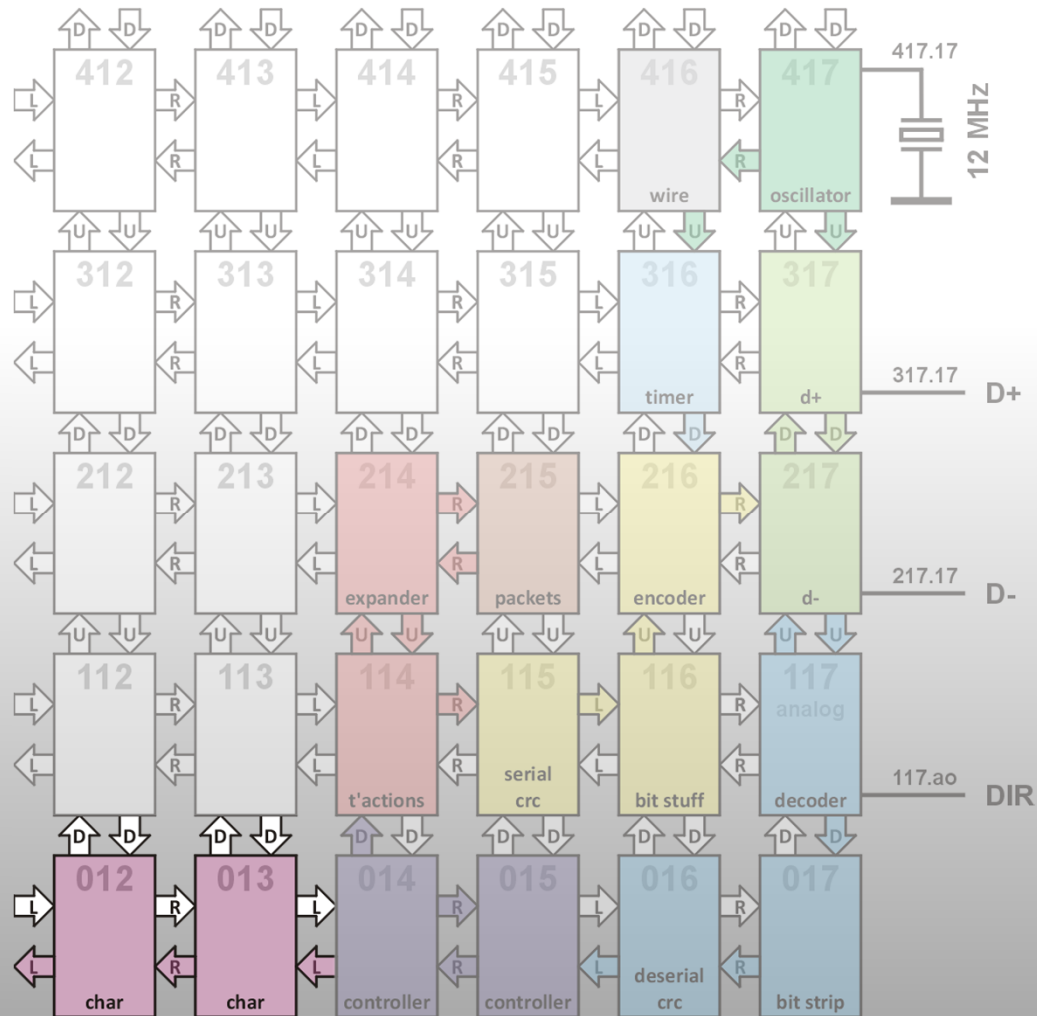 D D D D D D D D D D D D
412 413 414 415 416 417
417.17
L R L R L R
12 MHz
L R L R L R
wire oscillator
U U U U U U U U U U U U
312 313 314 315 316 317
L R L R L R
L R L R L R
317.17
D+
timer d+
D D D D D D D D D D D D
212 213 214 215 216 217
L R L R L R
L R L R L R
217.17
D-
expander packets encoder d-
U U U U U U U U U U U U
112 113 114 115 116 117
analog
L R L R L R
L R L R L R
117.ao
DIR
serial
t'actions crc bit stuff decoder
D D D D D D D D D D D D
012 013 014 015 016 017
L R L R L R
L R L R L R
deserial
char char controller controller crc bit strip